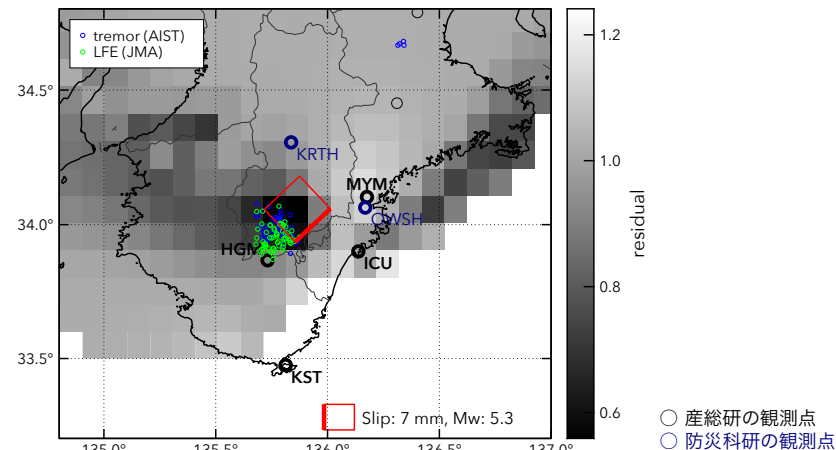 tremor (AIST)
LFE (JMA)
34.5°
34.0°
33.5°
KRTH
MYM
OWSH
HGM
ICU
KST
Slip: 7 mm, Mw: 5.3
135.0°
135.5°
136.0°
136.5°
137.0°
1.2
1.0
0.8
0.6
residual
産総研の観測点
防災科研の観測点